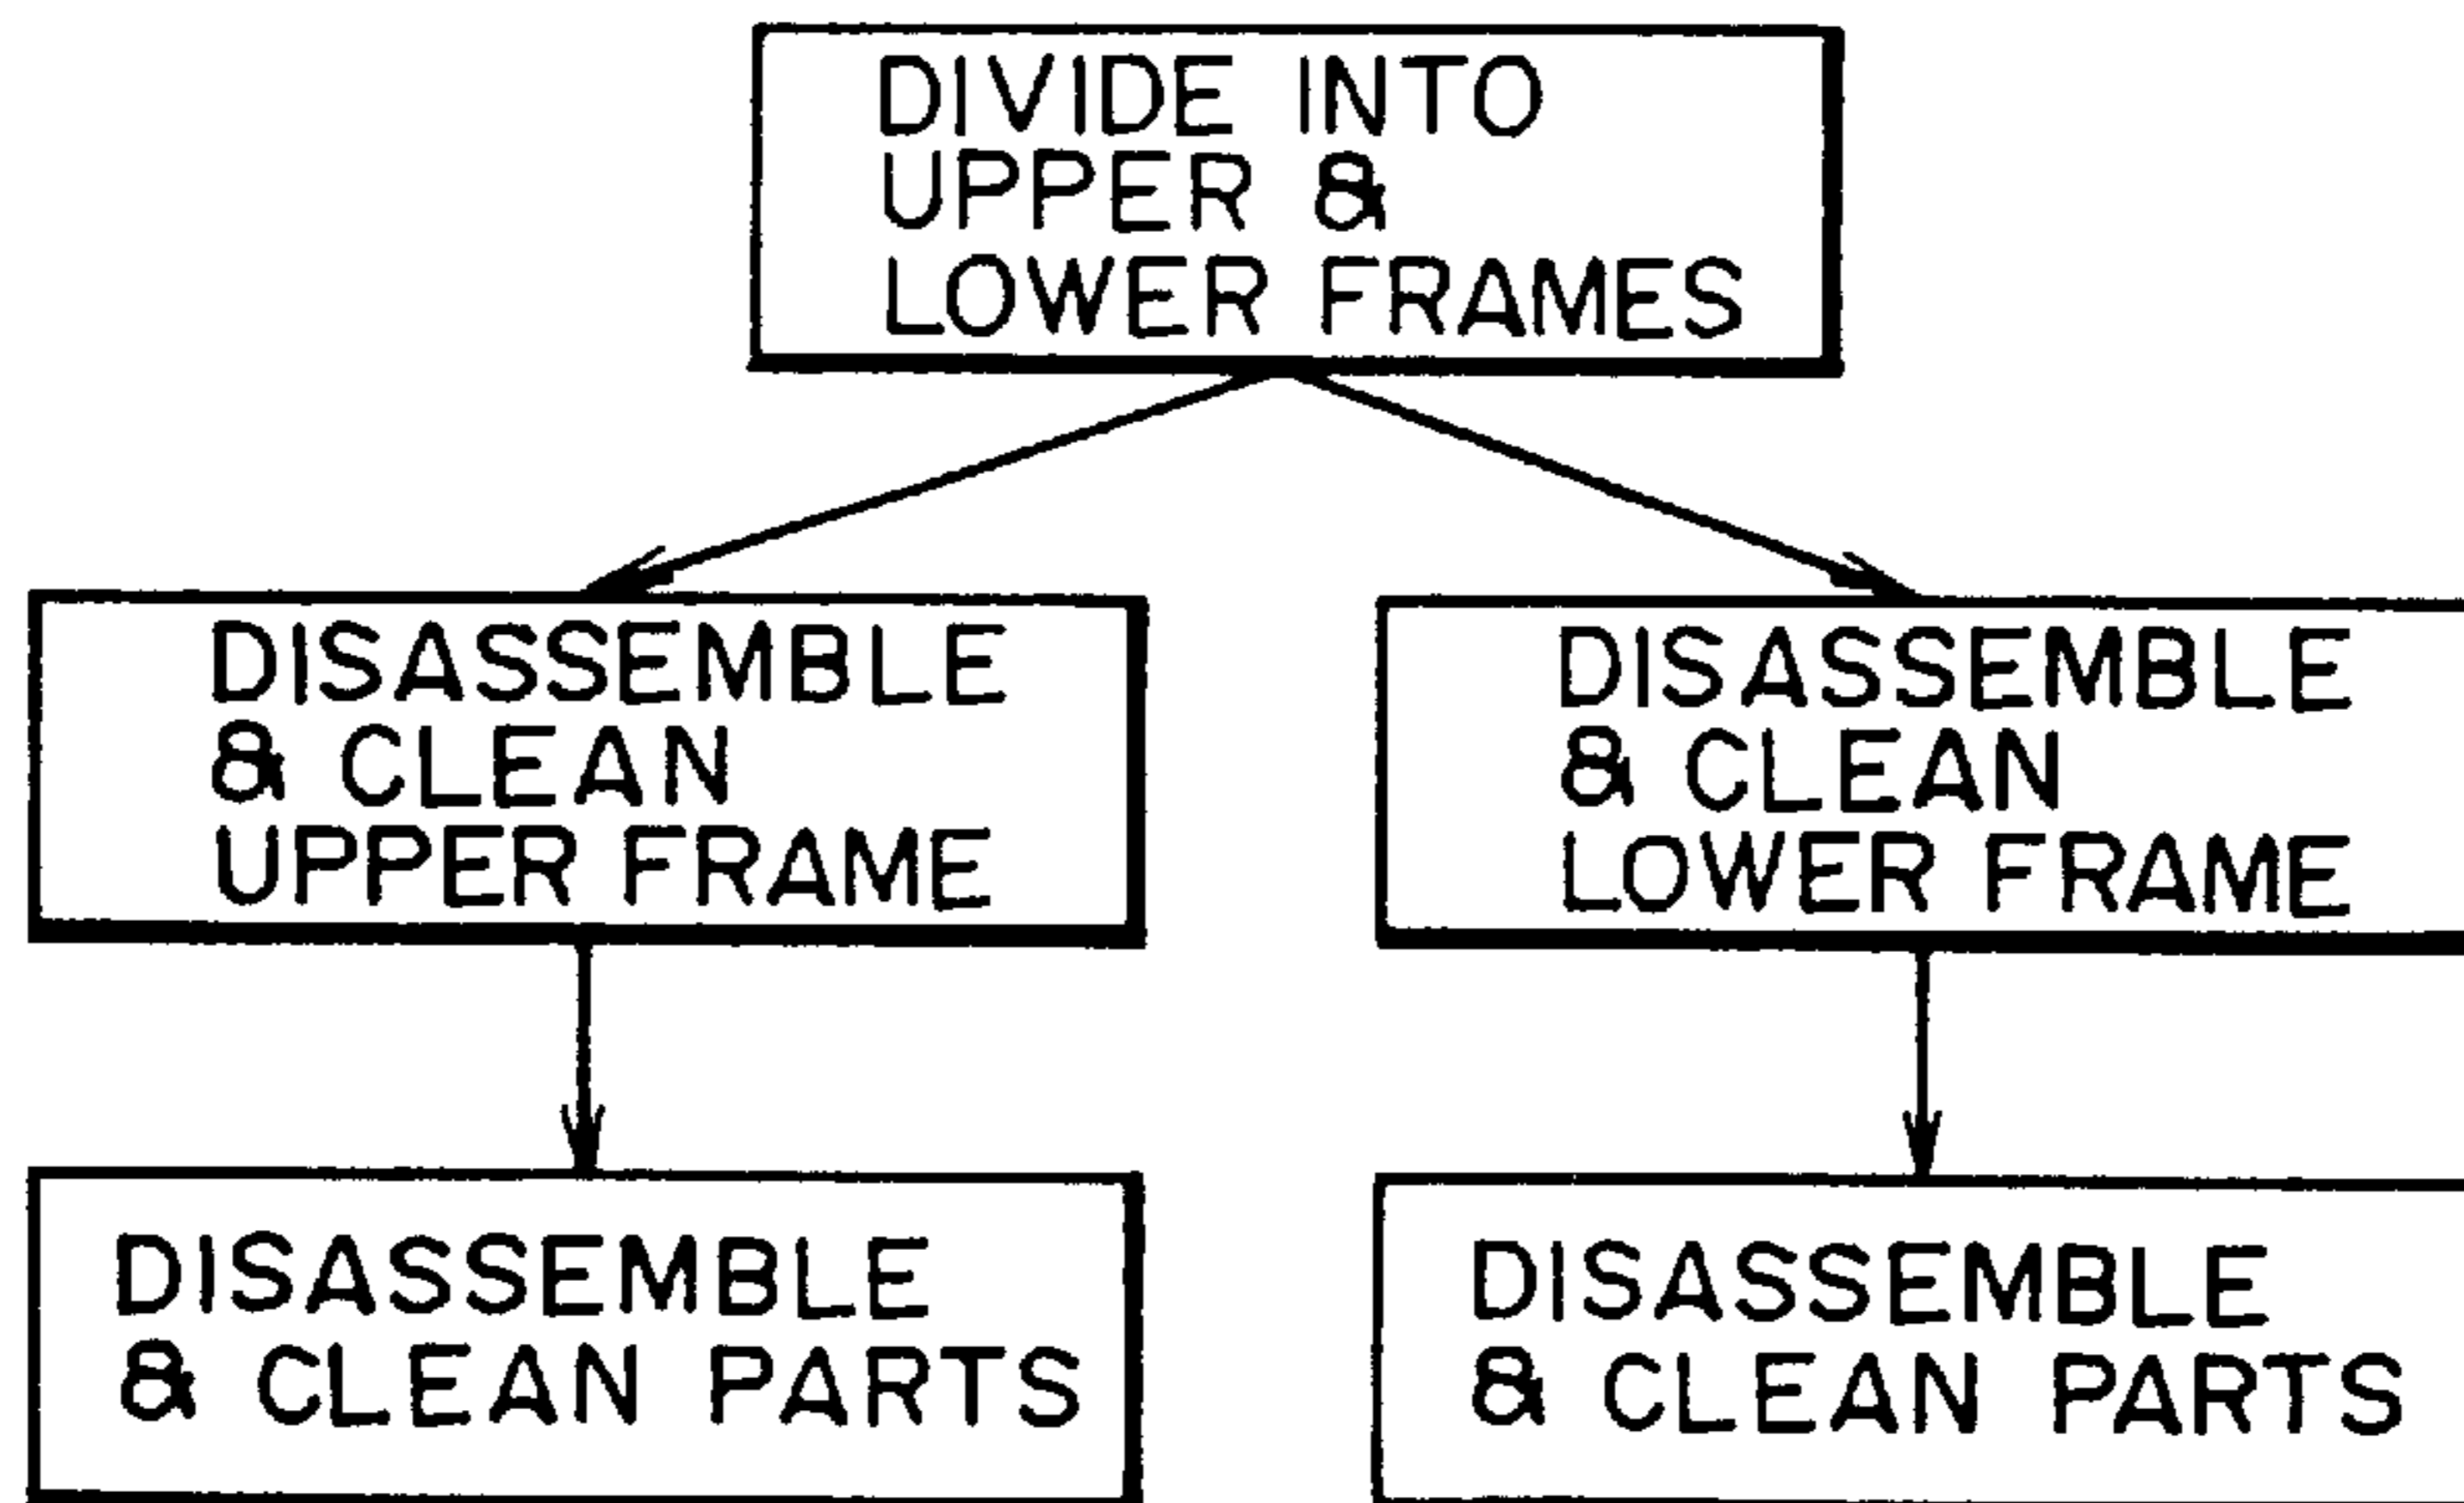 DIVIDE INTO
UPPER &
LOWER FRAMES
DISASSEMBLE
& CLEAN
UPPER FRAME
DISASSEMBLE
& CLEAN
LOWER FRAME
DISASSEMBLE
& CLEAN PARTS
DISASSEMBLE
& CLEAN PARTS